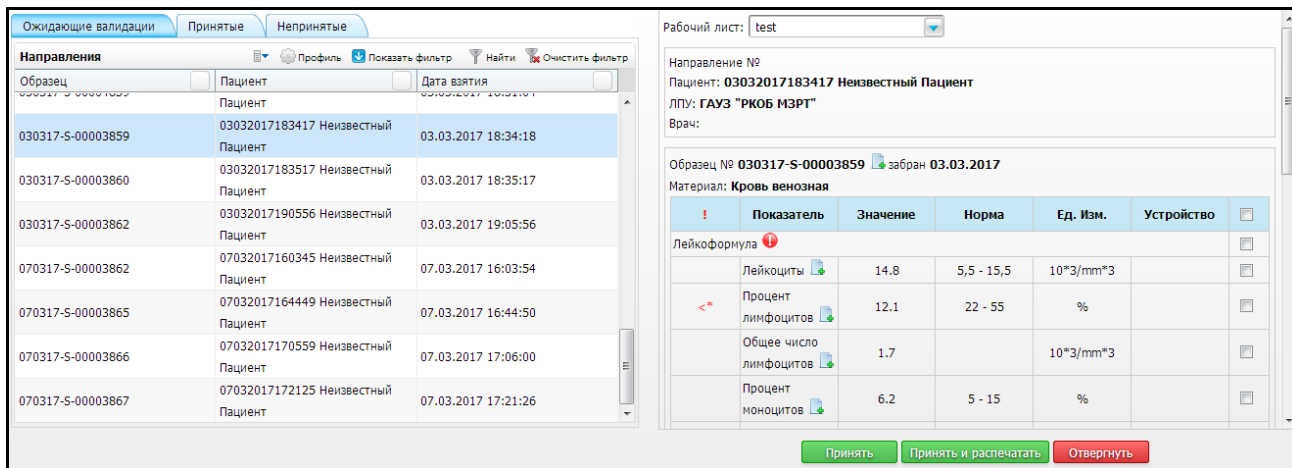 Ожидающие валидации Принятые Непринятые
Направления Профиль Показать фильтр Найти Очистить фильтр
Образец Пациент Дата взятия
Пациент
030317-S-00003859 03032017183417 Неизвестный Пациент 03.03.2017 18:34:18
030317-S-00003860 03032017183517 Неизвестный Пациент 03.03.2017 18:35:17
030317-S-00003862 03032017190556 Неизвестный Пациент 03.03.2017 19:05:56
070317-S-00003862 07032017160345 Неизвестный Пациент 07.03.2017 16:03:54
070317-S-00003865 07032017164449 Неизвестный Пациент 07.03.2017 16:44:50
070317-S-00003866 07032017170559 Неизвестный Пациент 07.03.2017 17:06:00
070317-S-00003867 07032017172125 Неизвестный Пациент 07.03.2017 17:21:26
Рабочий лист: test
Направление №
Пациент: 03032017183417 Неизвестный Пациент
ЛПУ: ГАУЗ "РКОБ МЗРТ"
Врач:
Образец № 030317-S-00003859 забран 03.03.2017
Материал: Кровь венозная
! Показатель Значение Норма Ед. Изм. Устройство
Лейкоформула
Лейкоциты 14.8 5,5 - 15,5 10*3/mm*3
<* Процент лимфоцитов 12.1 22 - 55 %
Общее число лимфоцитов 1.7 10*3/mm*3
Процент моноцитов 6.2 5 - 15 %
Принять Принять и распечатать Отвергнуть